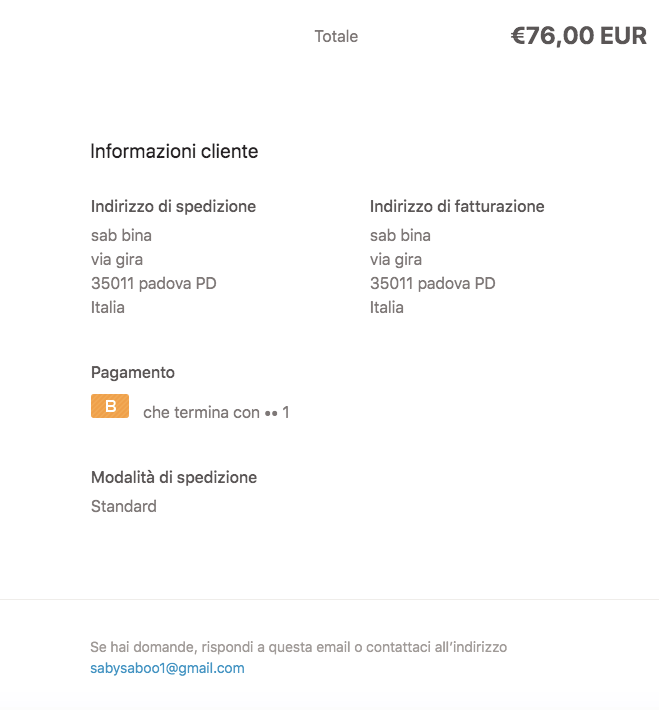 Totale €76,00 EUR
Informazioni cliente
Indirizzo di spedizione
sab bina
via gira
35011 padova PD
Italia
Indirizzo di fatturazione
sab bina
via gira
35011 padova PD
Italia
Pagamento
B che termina con •• 1
Modalità di spedizione
Standard
Se hai domande, rispondi a questa email o contattaci all'indirizzo
sabysaboo1@gmail.com